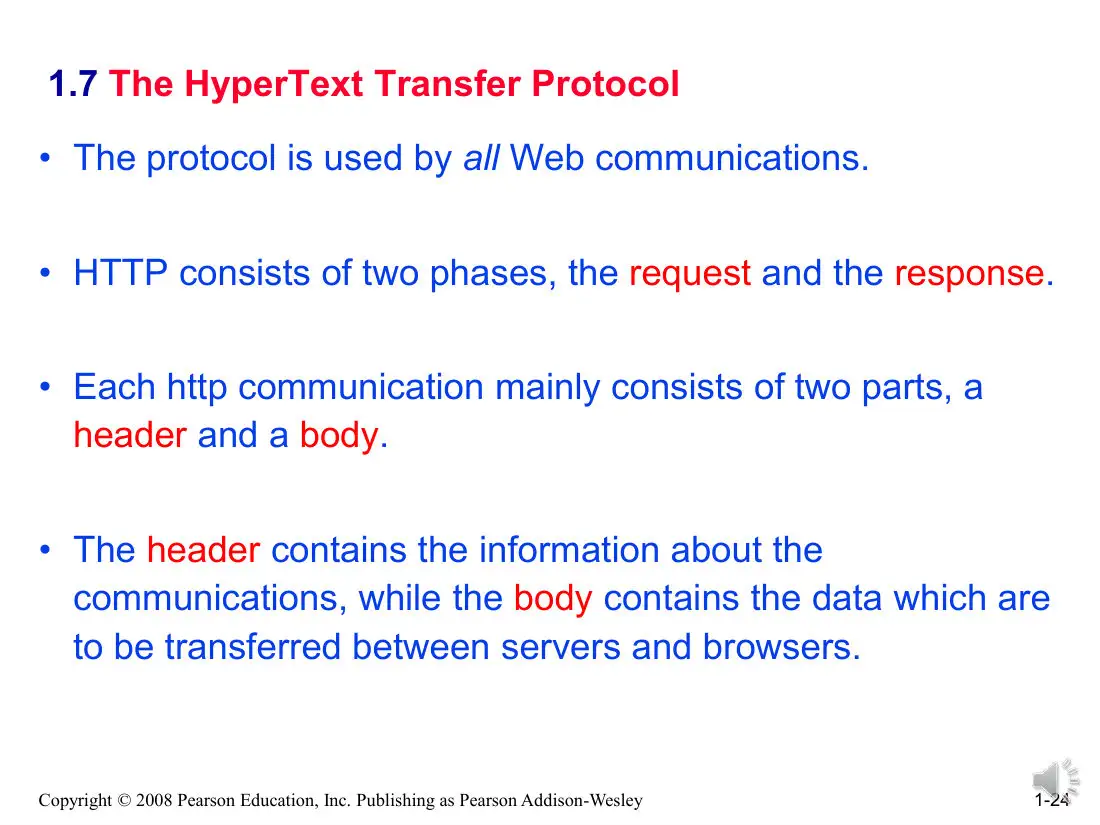 1.7 The HyperText Transfer Protocol
• The protocol is used by all Web communications.
• HTTP consists of two phases, the request and the response.
• Each http communication mainly consists of two parts, a
header and a body.
• The header contains the information about the
communications, while the body contains the data which are
to be transferred between servers and browsers.
Copyright © 2008 Pearson Education, Inc. Publishing as Pearson Addison-Wesley
1-24